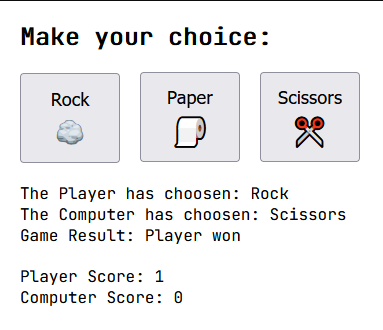 Make your choice:
Rock
Paper
Scissors
The Player has choosen: Rock
The Computer has choosen: Scissors
Game Result: Player won
Player Score: 1
Computer Score: 0